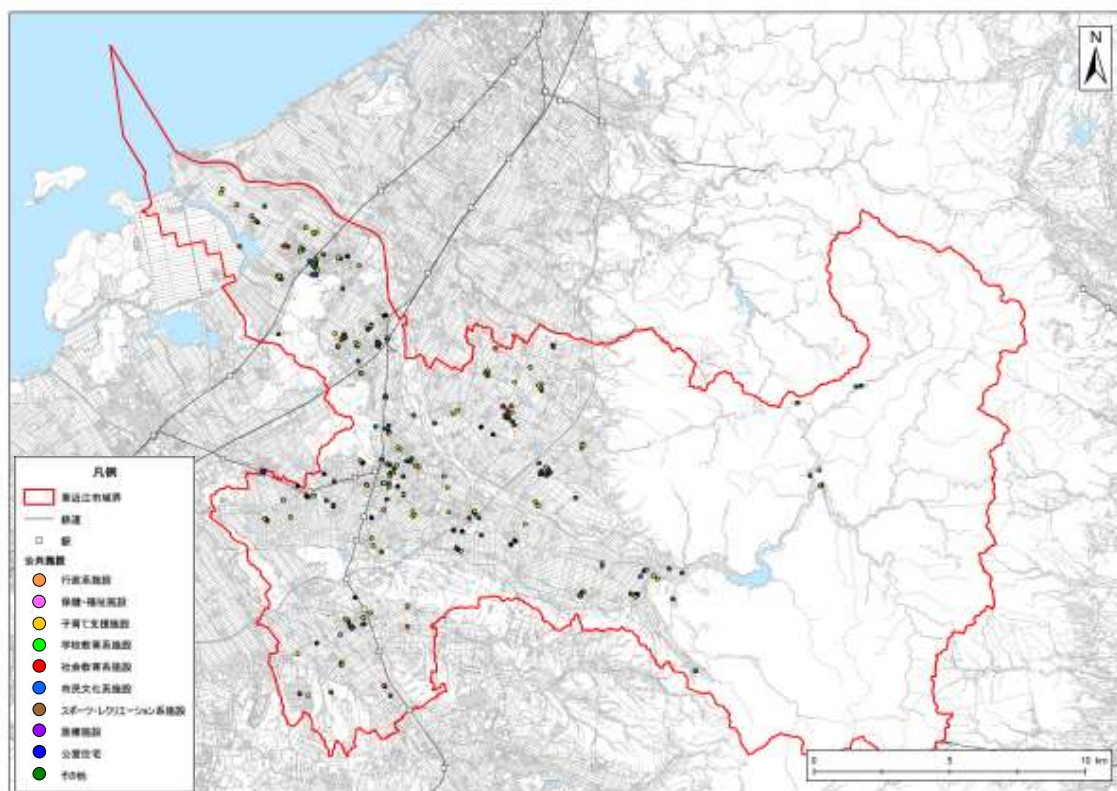 N
凡例
東近江市域界
鉄道
駅
公共施設
行政系施設
保健・福祉施設
子育て支援施設
学校教育系施設
社会教育系施設
市民文化系施設
スポーツ・レクリエーション系施設
医療施設
公営住宅
その他
0 5 10 km